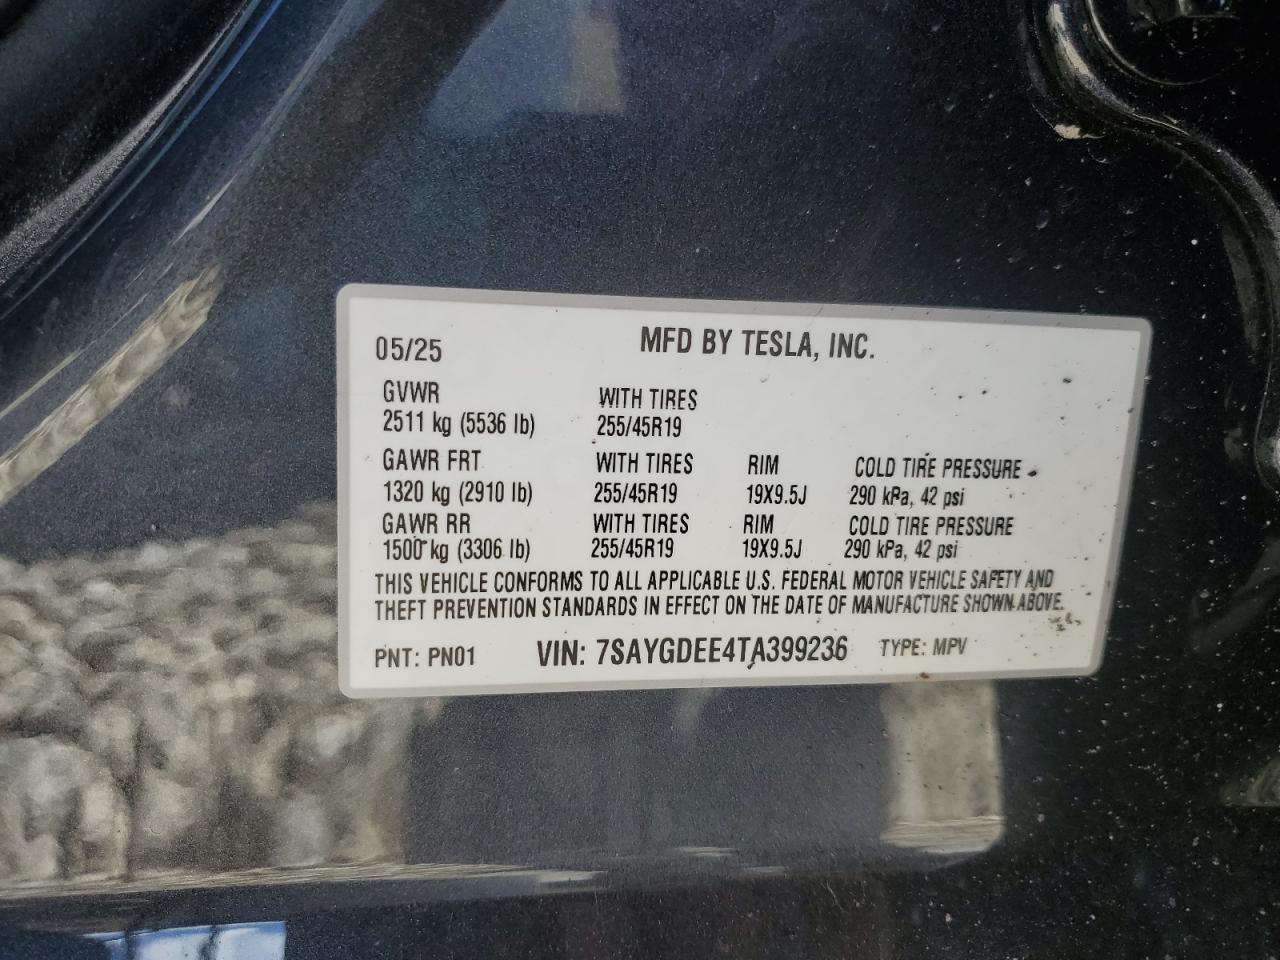 05/25 MFD BY TESLA, INC.
GVWR WITH TIRES
2511 kg (5536 lb) 255/45R19
GAWR FRT WITH TIRES RIM COLD TIRE PRESSURE
1320 kg (2910 lb) 255/45R19 19X9.5J 290 kPa, 42 psi
GAWR RR WITH TIRES RIM COLD TIRE PRESSURE
1500 kg (3306 lb) 255/45R19 19X9.5J 290 kPa, 42 psi
THIS VEHICLE CONFORMS TO ALL APPLICABLE U.S. FEDERAL MOTOR VEHICLE SAFETY AND
THEFT PREVENTION STANDARDS IN EFFECT ON THE DATE OF MANUFACTURE SHOWN ABOVE.
PNT: PN01 VIN: 7SAYGDEE4TA399236 TYPE: MPV